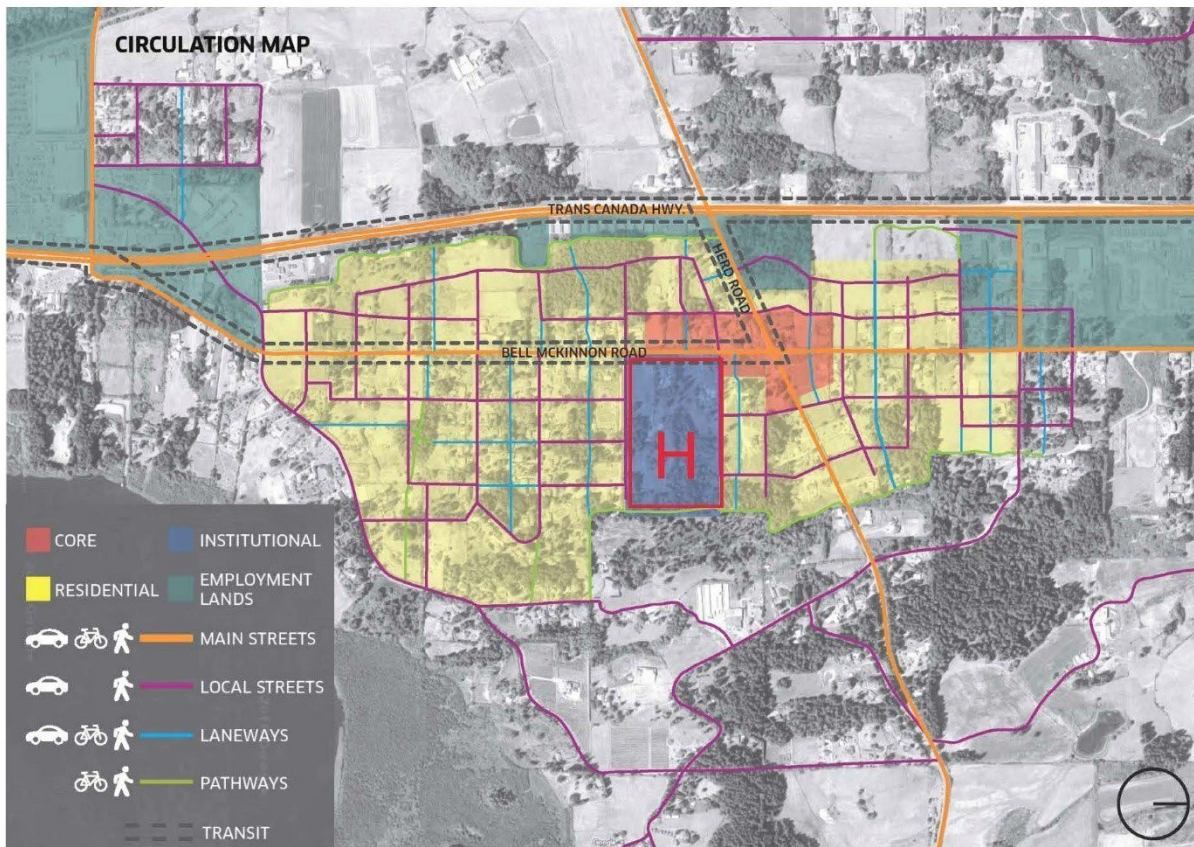 CIRCULATION MAP
TRANS CANADA HWY.
HERD ROAD
BELL MCKINNON ROAD
H
CORE
INSTITUTIONAL
RESIDENTIAL
EMPLOYMENT
LANDS
MAIN STREETS
LOCAL STREETS
LANEWAYS
PATHWAYS
TRANSIT